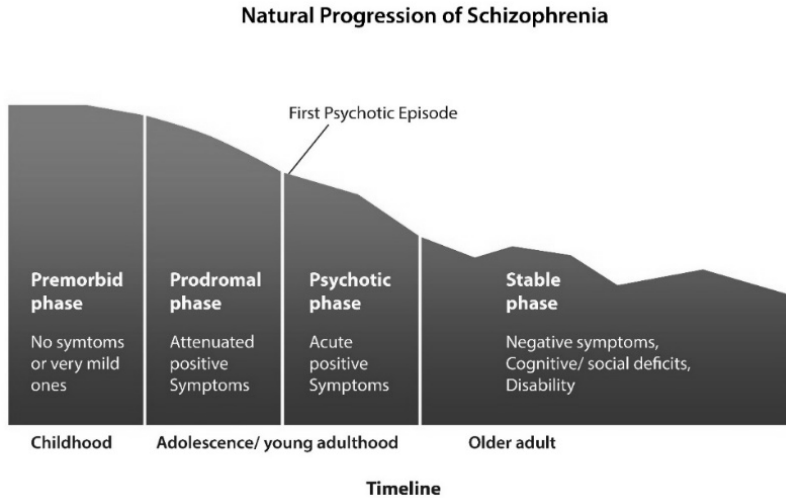 Natural Progression of Schizophrenia
First Psychotic Episode
Premorbid
phase
No symtoms
or very mild
ones
Prodromal
phase
Attenuated
positive
Symptoms
Psychotic
phase
Acute
positive
Symptoms
Stable
phase
Negative symptoms,
Cognitive/ social deficits,
Disability
Childhood
Adolescence/ young adulthood
Older adult
Timeline